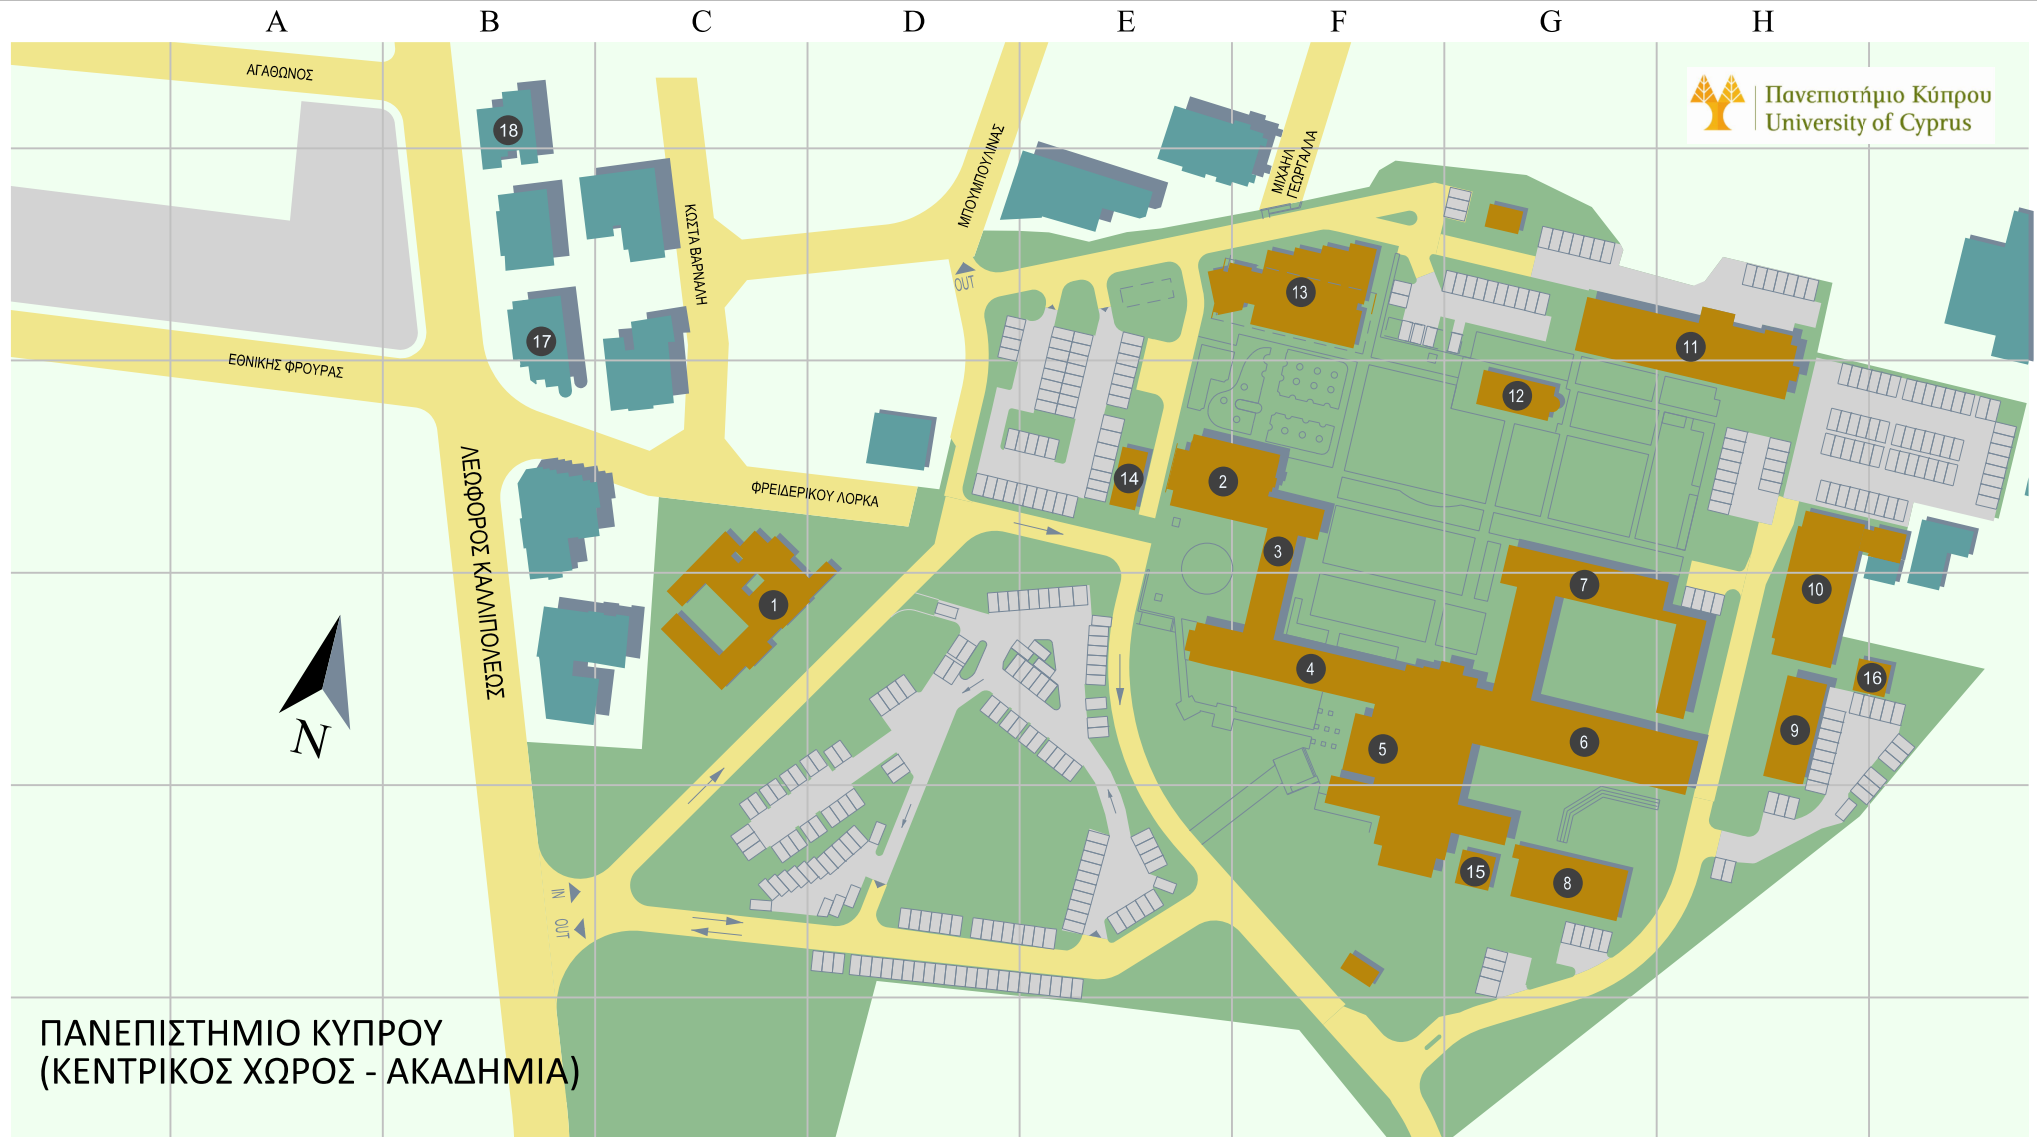 A B C D E F G H
ΑΓΑΘΩΝΟΣ
Πανεπιστήμιο Κύπρου
University of Cyprus
18
ΜΠΟΥΜΠΟΥΛΙΝΑΣ
ΜΙΧΑΗΛ
ΓΕΩΡΓΑΛΛΑ
ΚΩΣΤΑ ΒΑΡΝΑΛΗ
OUT
13
17
11
ΕΘΝΙΚΗΣ ΦΡΟΥΡΑΣ
12
14
2
ΦΡΕΙΔΕΡΙΚΟΥ ΛΟΡΚΑ
ΛΕΩΦΟΡΟΣ ΚΑΛΛΙΠΟΛΕΩΣ
3
7
10
1
4
16
N
5
6
9
15
8
IN
OUT
ΠΑΝΕΠΙΣΤΗΜΙΟ ΚΥΠΡΟΥ
(ΚΕΝΤΡΙΚΟΣ ΧΩΡΟΣ - ΑΚΑΔΗΜΙΑ)